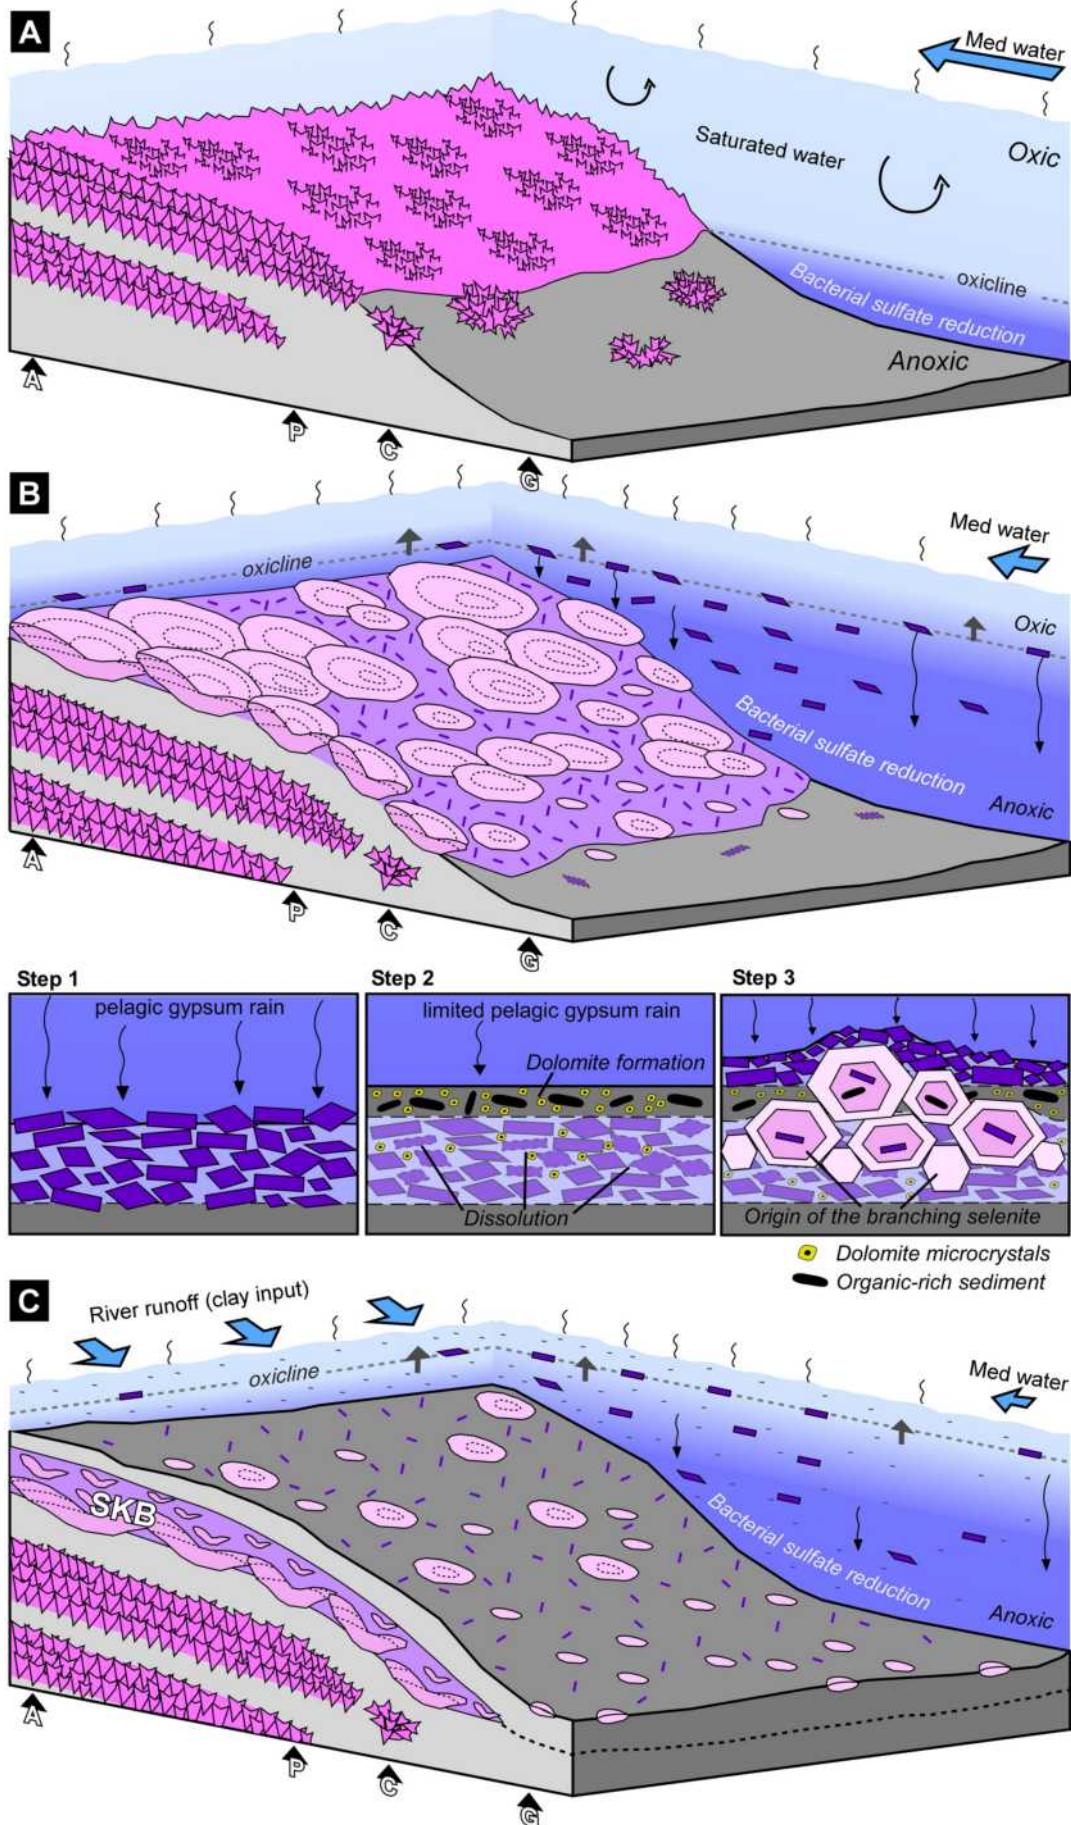 A
Med water
Saturated water
Oxic
oxicline
Bacterial sulfate reduction
Anoxic
A
P
C
G
B
Med water
oxicline
Oxic
Bacterial sulfate reduction
Anoxic
A
P
C
G
Step 1
Step 2
Step 3
pelagic gypsum rain
limited pelagic gypsum rain
Dolomite formation
Dissolution
Origin of the branching selenite
Dolomite microcrystals
Organic-rich sediment
C
River runoff (clay input)
oxicline
Med water
SKB
Bacterial sulfate reduction
Anoxic
A
P
C
G